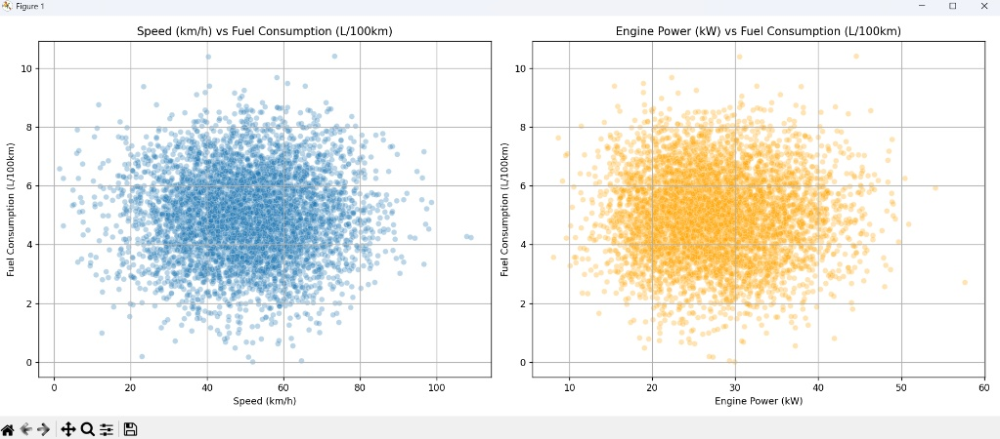 Figure 1
Speed (km/h) vs Fuel Consumption (L/100km)
Fuel Consumption (L/100km)
10
8
6
4
2
0
0 20 40 60 80 100
Speed (km/h)
Engine Power (kW) vs Fuel Consumption (L/100km)
Fuel Consumption (L/100km)
10
8
6
4
2
0
10 20 30 40 50 60
Engine Power (kW)